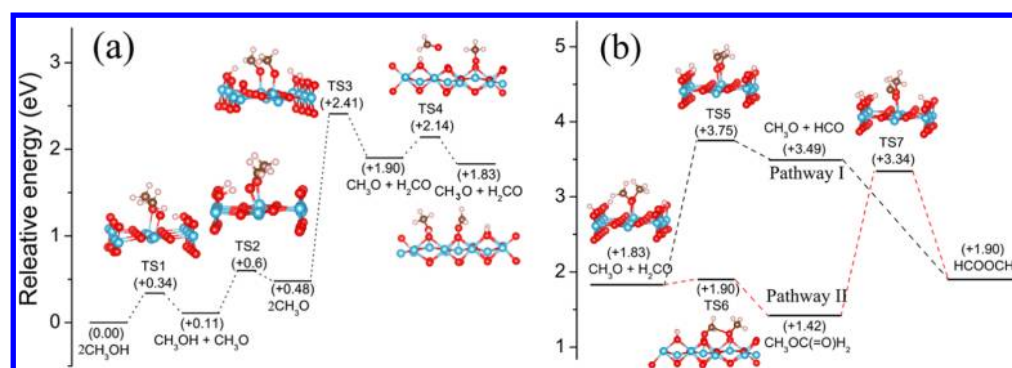 (a)
Releative energy (eV)
3
2
1
0
(0.00)
2CH₃OH
TS1
(+0.34)
(+0.11)
CH₃OH + CH₃O
TS2
(+0.6)
(+0.48)
2CH₃O
TS3
(+2.41)
(+1.90)
CH₃O + H₂CO
TS4
(+2.14)
(+1.83)
CH₃O + H₂CO
(b)
5
4
3
2
1
(+1.83)
CH₃O + H₂CO
TS5
(+3.75)
CH₃O + HCO
(+3.49)
Pathway I
TS7
(+3.34)
(+1.90)
TS6
Pathway II
(+1.42)
CH₃OC(=O)H₂
(+1.90)
HCOOCH